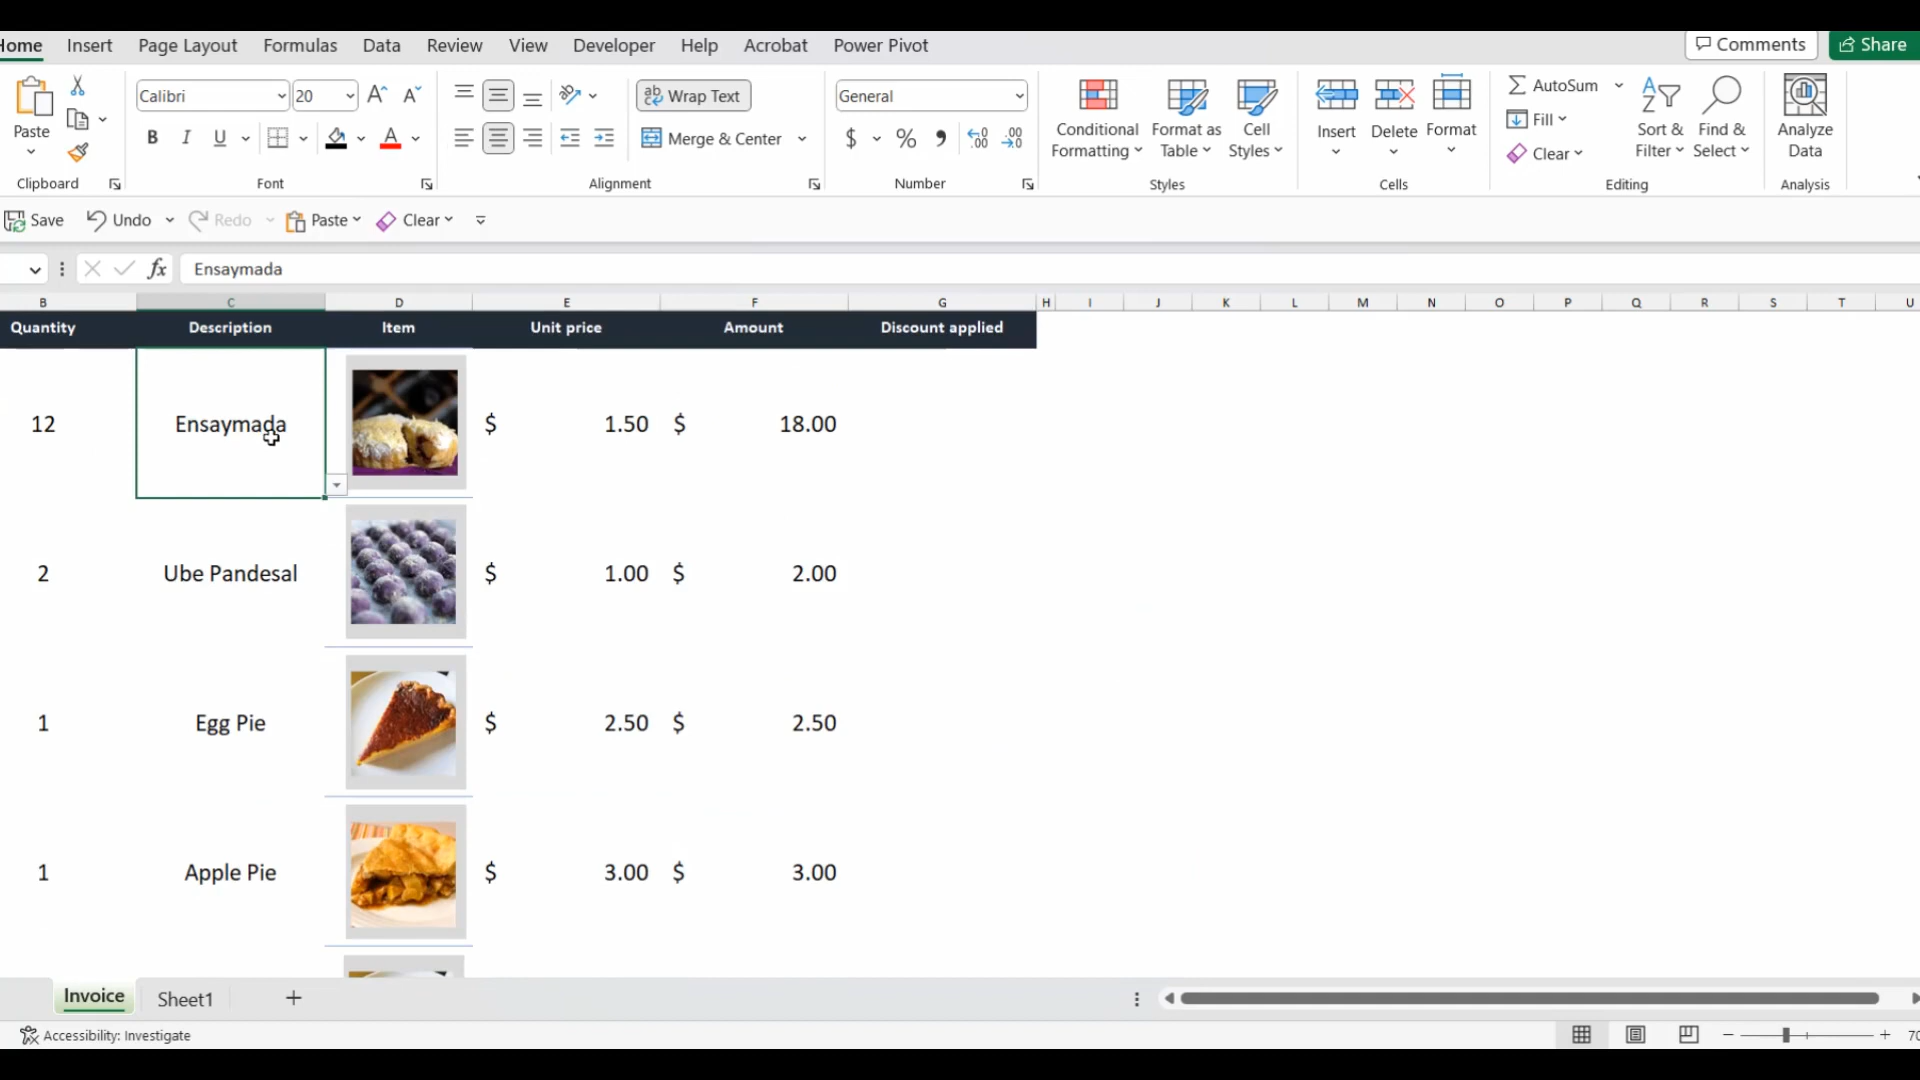 Home Insert Page Layout Formulas Data Review View Developer Help Acrobat Power Pivot Comments Share
Paste
Calibri 20
B I U A
Wrap Text
Merge & Center
General
$ % ,
Conditional Formatting
Format as Table
Cell Styles
Insert
Delete
Format
AutoSum
Fill
Clear
Sort & Filter
Find & Select
Analyze Data
Clipboard Font Alignment Number Styles Cells Editing Analysis
Save Undo Redo Paste Clear
fx Ensaymada
B C D E F G H I J K L M N O P Q R S T U
Quantity Description Item Unit price Amount Discount applied
12 Ensaymada $ 1.50 $ 18.00
2 Ube Pandesal $ 1.00 $ 2.00
1 Egg Pie $ 2.50 $ 2.50
1 Apple Pie $ 3.00 $ 3.00
Invoice Sheet1
Accessibility: Investigate